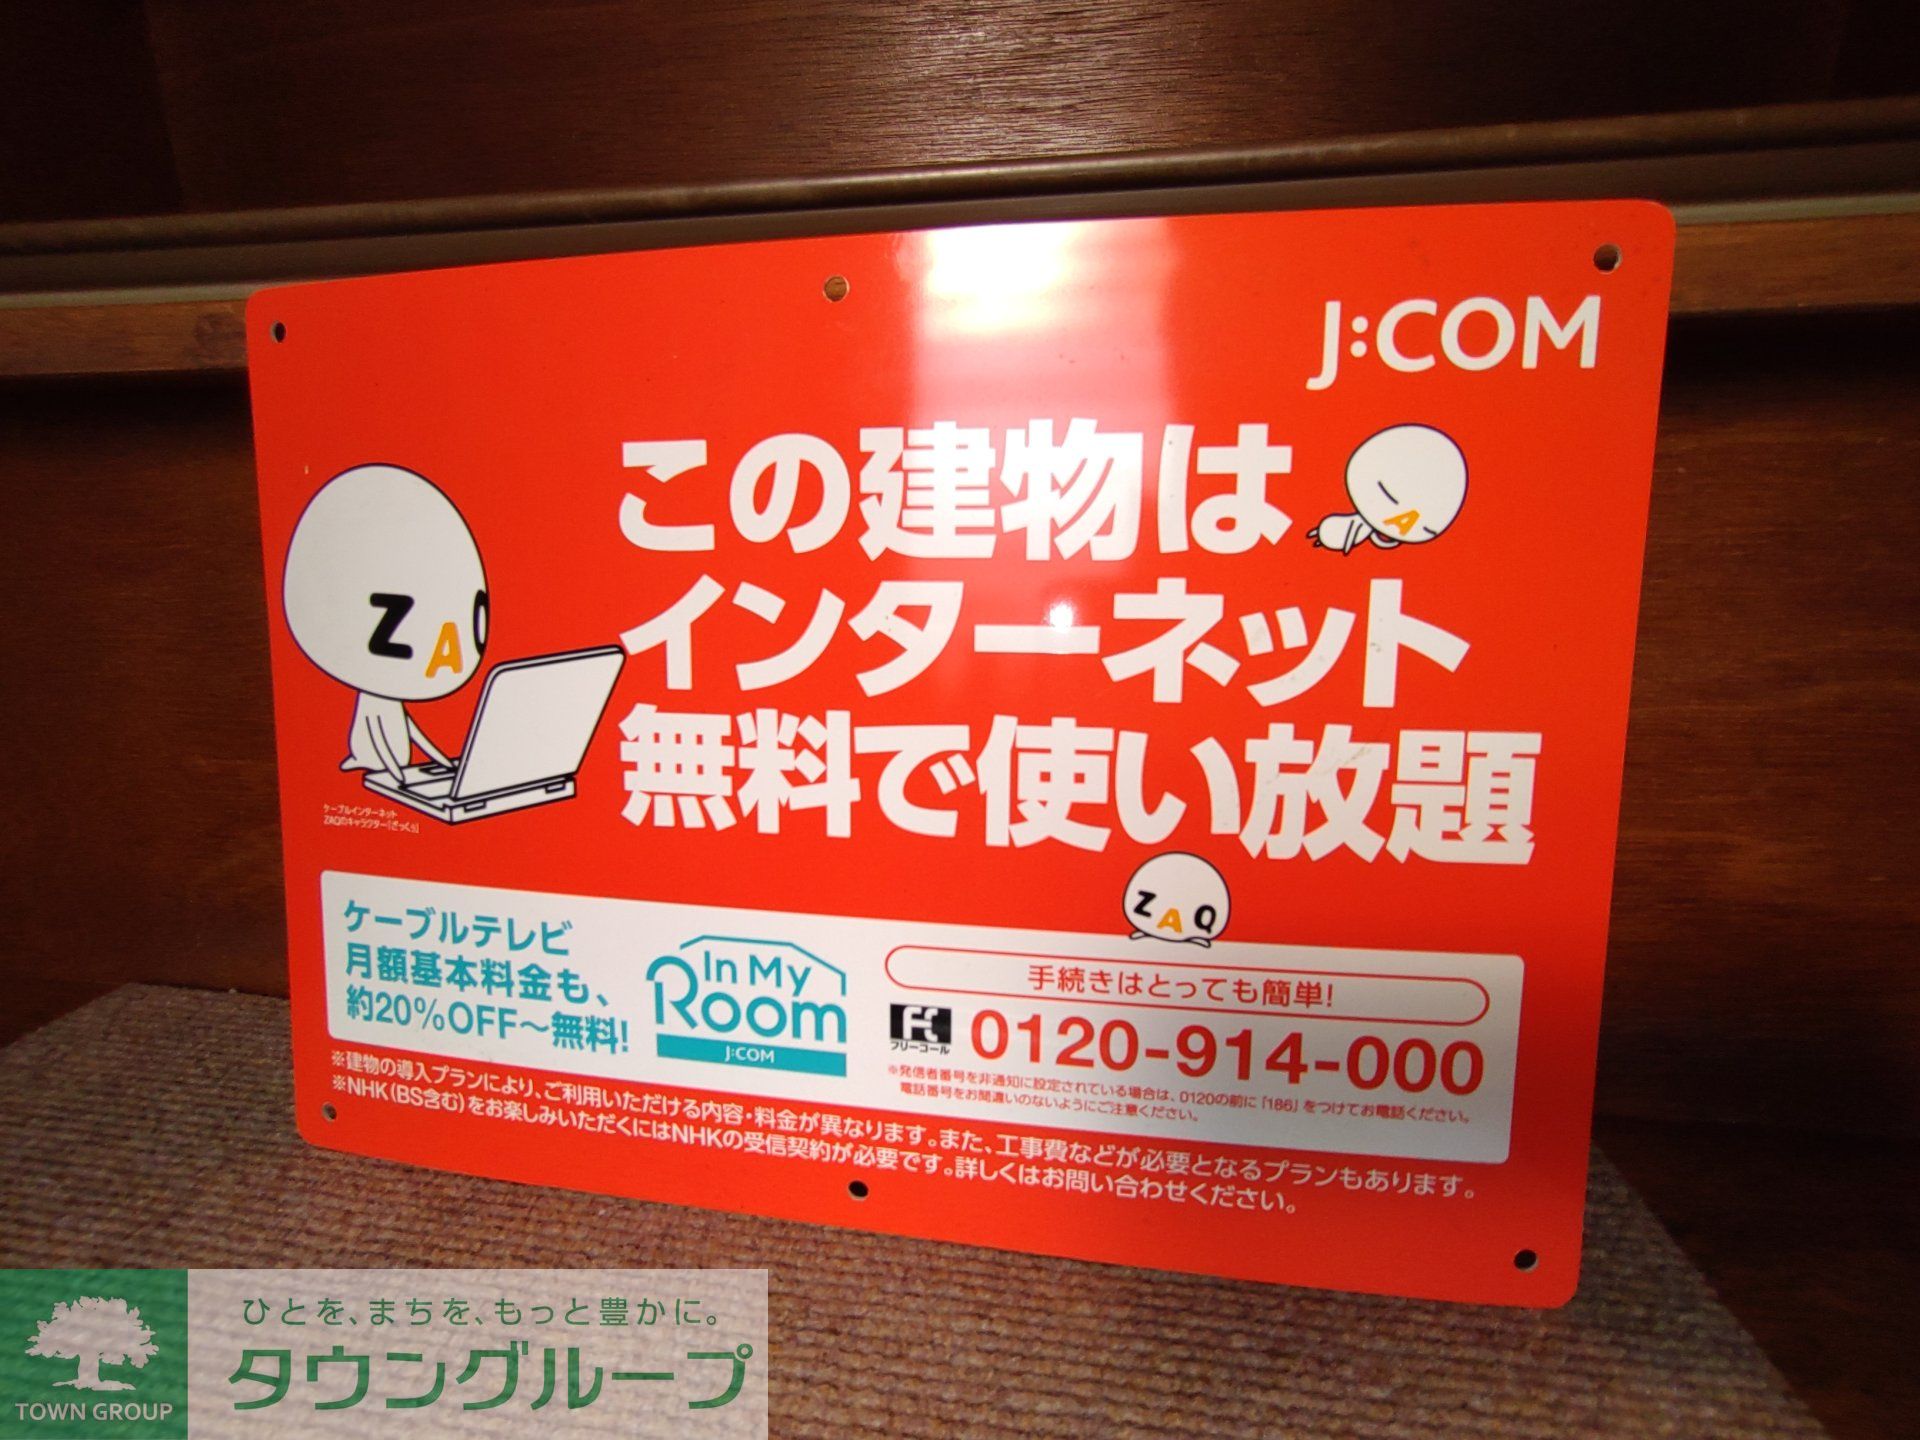 J:COM
この建物は
インターネット
無料で使い放題
ZAQ
ケーブルインターネット
ZAQのキャラクター「ざっくぅ」
ZAQ
ケーブルテレビ
月額基本料金も、
約20%OFF〜無料!
In My
Room
J:COM
手続きはとっても簡単!
フリーコール
0120-914-000
※発信者番号を非通知に設定されている場合は、0120の前に「186」をつけてお電話ください。
電話番号をお間違いのないようにご注意ください。
※建物の導入プランにより、ご利用いただける内容・料金が異なります。また、工事費などが必要となるプランもあります。
※NHK(BS含む)をお楽しみいただくにはNHKの受信契約が必要です。詳しくはお問い合わせください。
ひとを、まちを、もっと豊かに。
タウングループ
TOWN GROUP